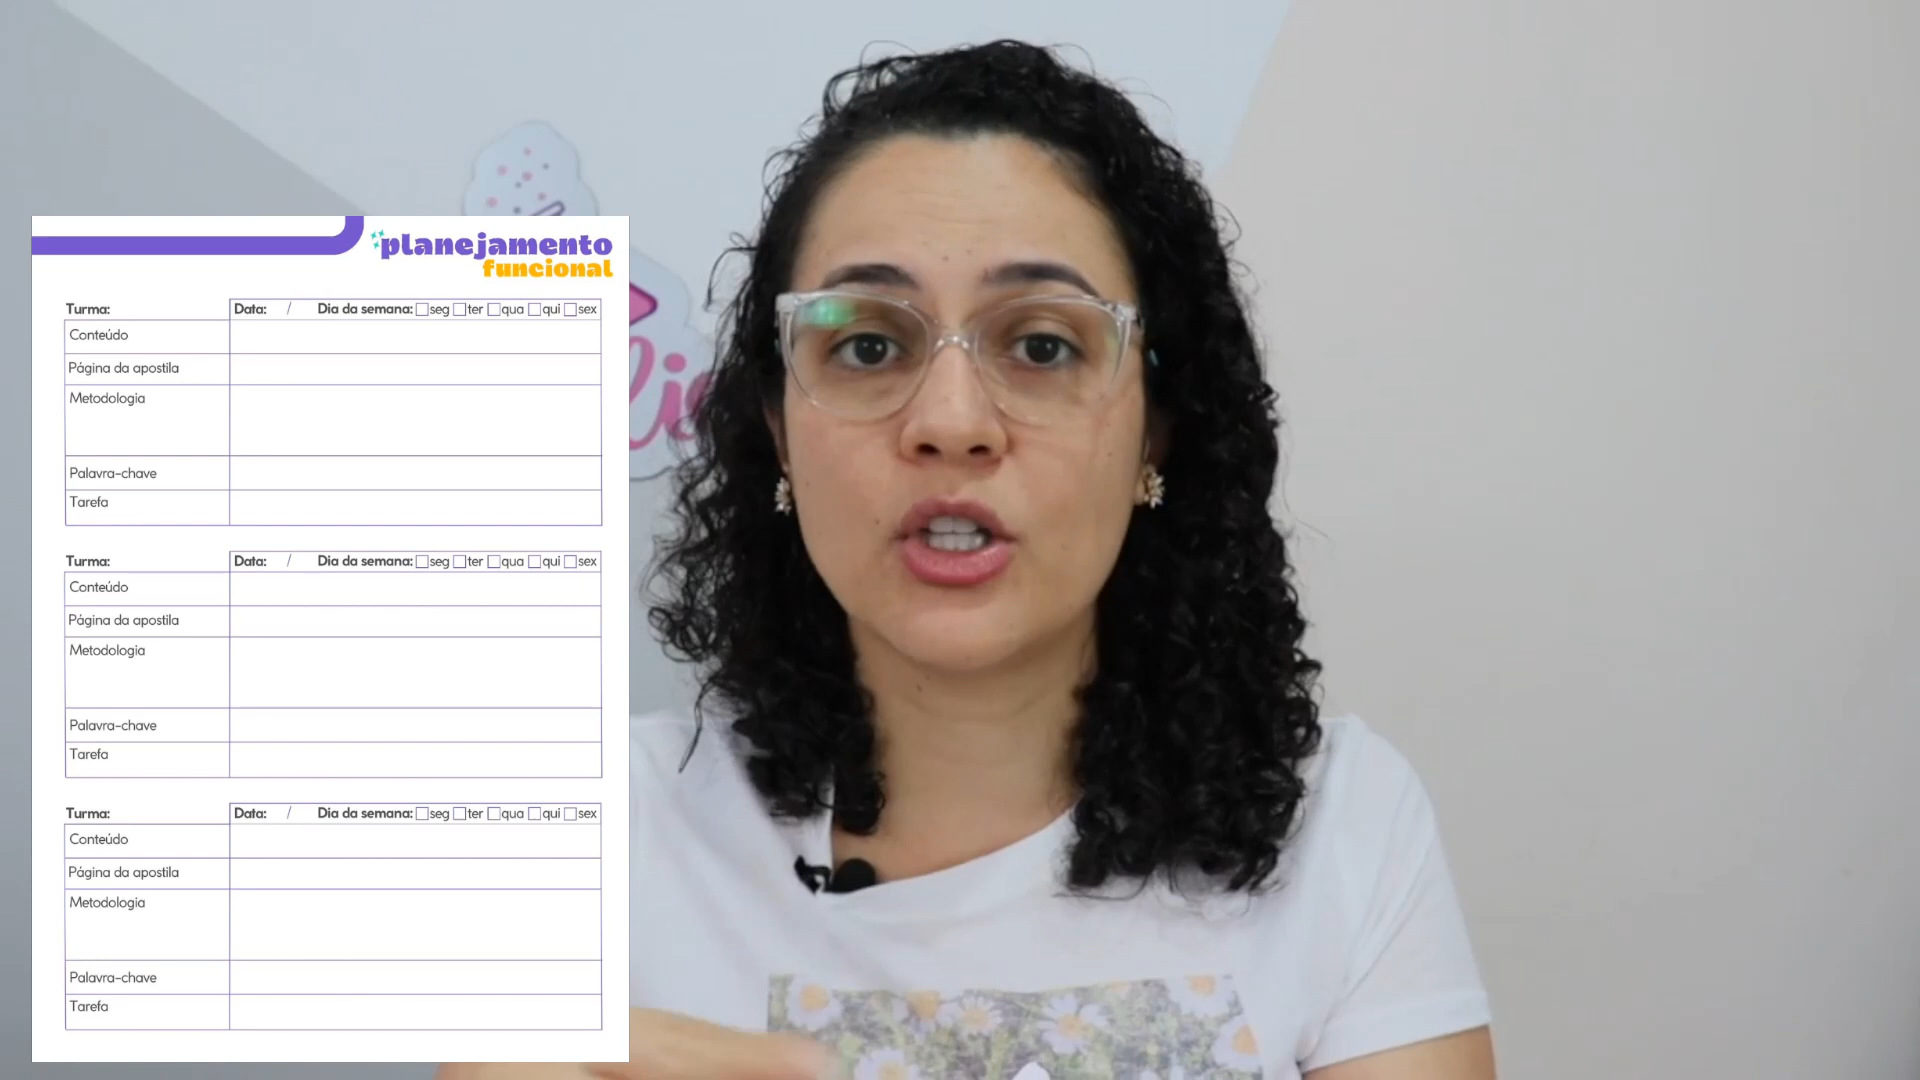 planejamento
funcional
Turma: Data: / Dia da semana: seg ter qua qui sex
Conteúdo
Página da apostila
Metodologia
Palavra-chave
Tarefa
Turma: Data: / Dia da semana: seg ter qua qui sex
Conteúdo
Página da apostila
Metodologia
Palavra-chave
Tarefa
Turma: Data: / Dia da semana: seg ter qua qui sex
Conteúdo
Página da apostila
Metodologia
Palavra-chave
Tarefa